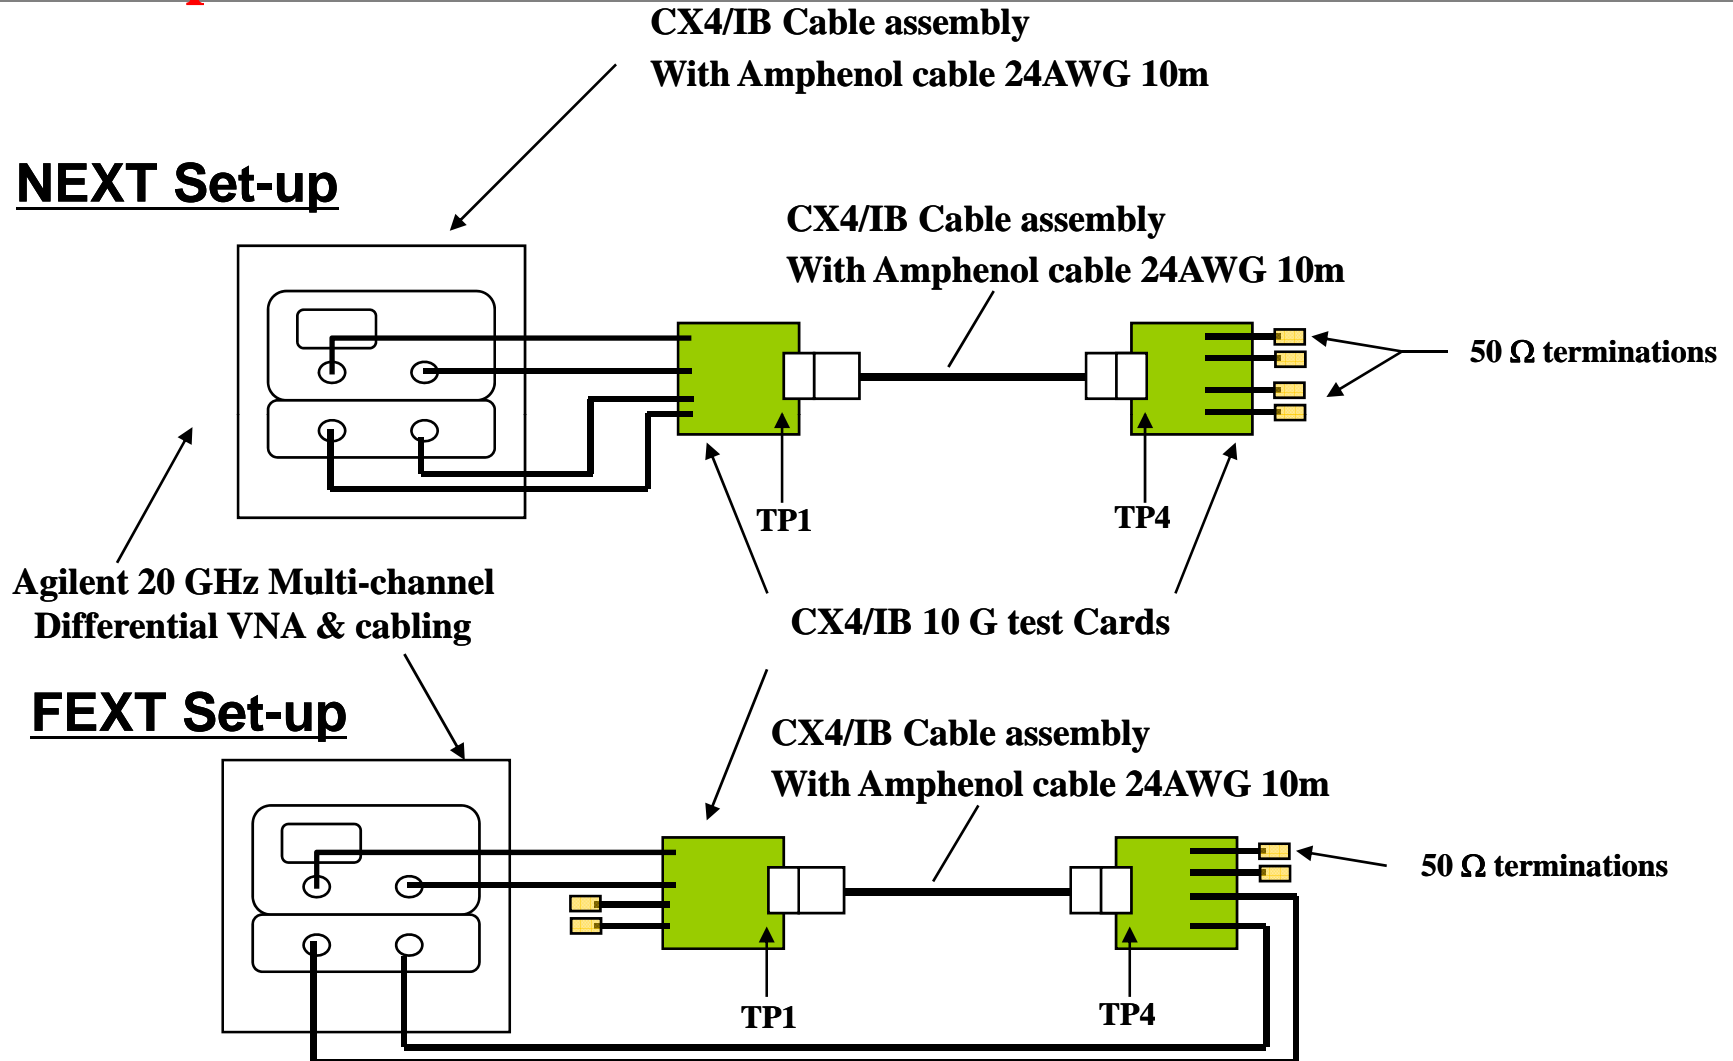 CX4/IB Cable assembly
With Amphenol cable 24AWG 10m
NEXT Set-up
CX4/IB Cable assembly
With Amphenol cable 24AWG 10m
50 Ω terminations
TP1
TP4
Agilent 20 GHz Multi-channel
Differential VNA & cabling
CX4/IB 10 G test Cards
FEXT Set-up
CX4/IB Cable assembly
With Amphenol cable 24AWG 10m
50 Ω terminations
TP1
TP4